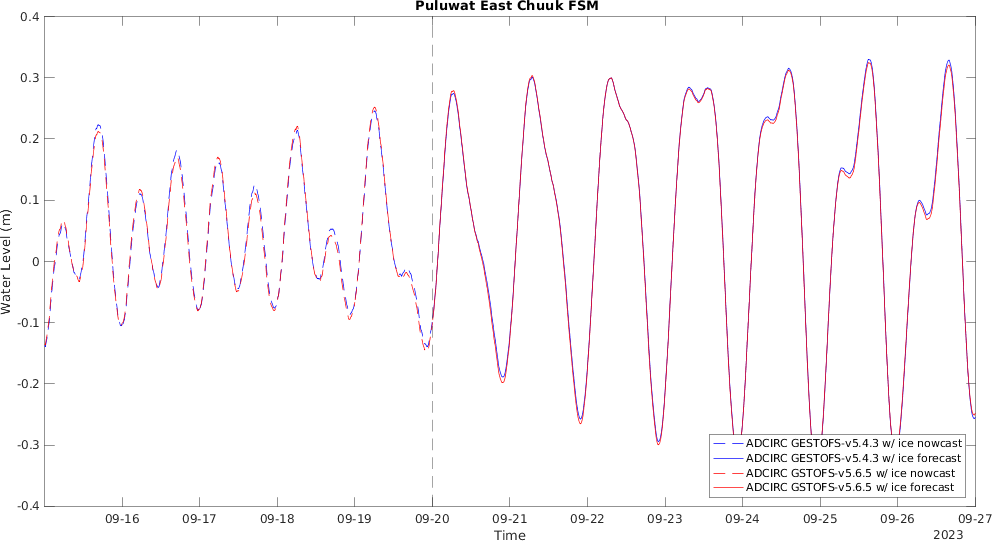 Puluwat East Chuuk FSM
0.4
0.3
0.2
0.1
0
-0.1
-0.2
-0.3
-0.4
Water Level (m)
ADCIRC GESTOFS-v5.4.3 w/ ice nowcast
ADCIRC GESTOFS-v5.4.3 w/ ice forecast
ADCIRC GSTOFS-v5.6.5 w/ ice nowcast
ADCIRC GSTOFS-v5.6.5 w/ ice forecast
09-16 09-17 09-18 09-19 09-20 09-21 09-22 09-23 09-24 09-25 09-26 09-27
Time
2023